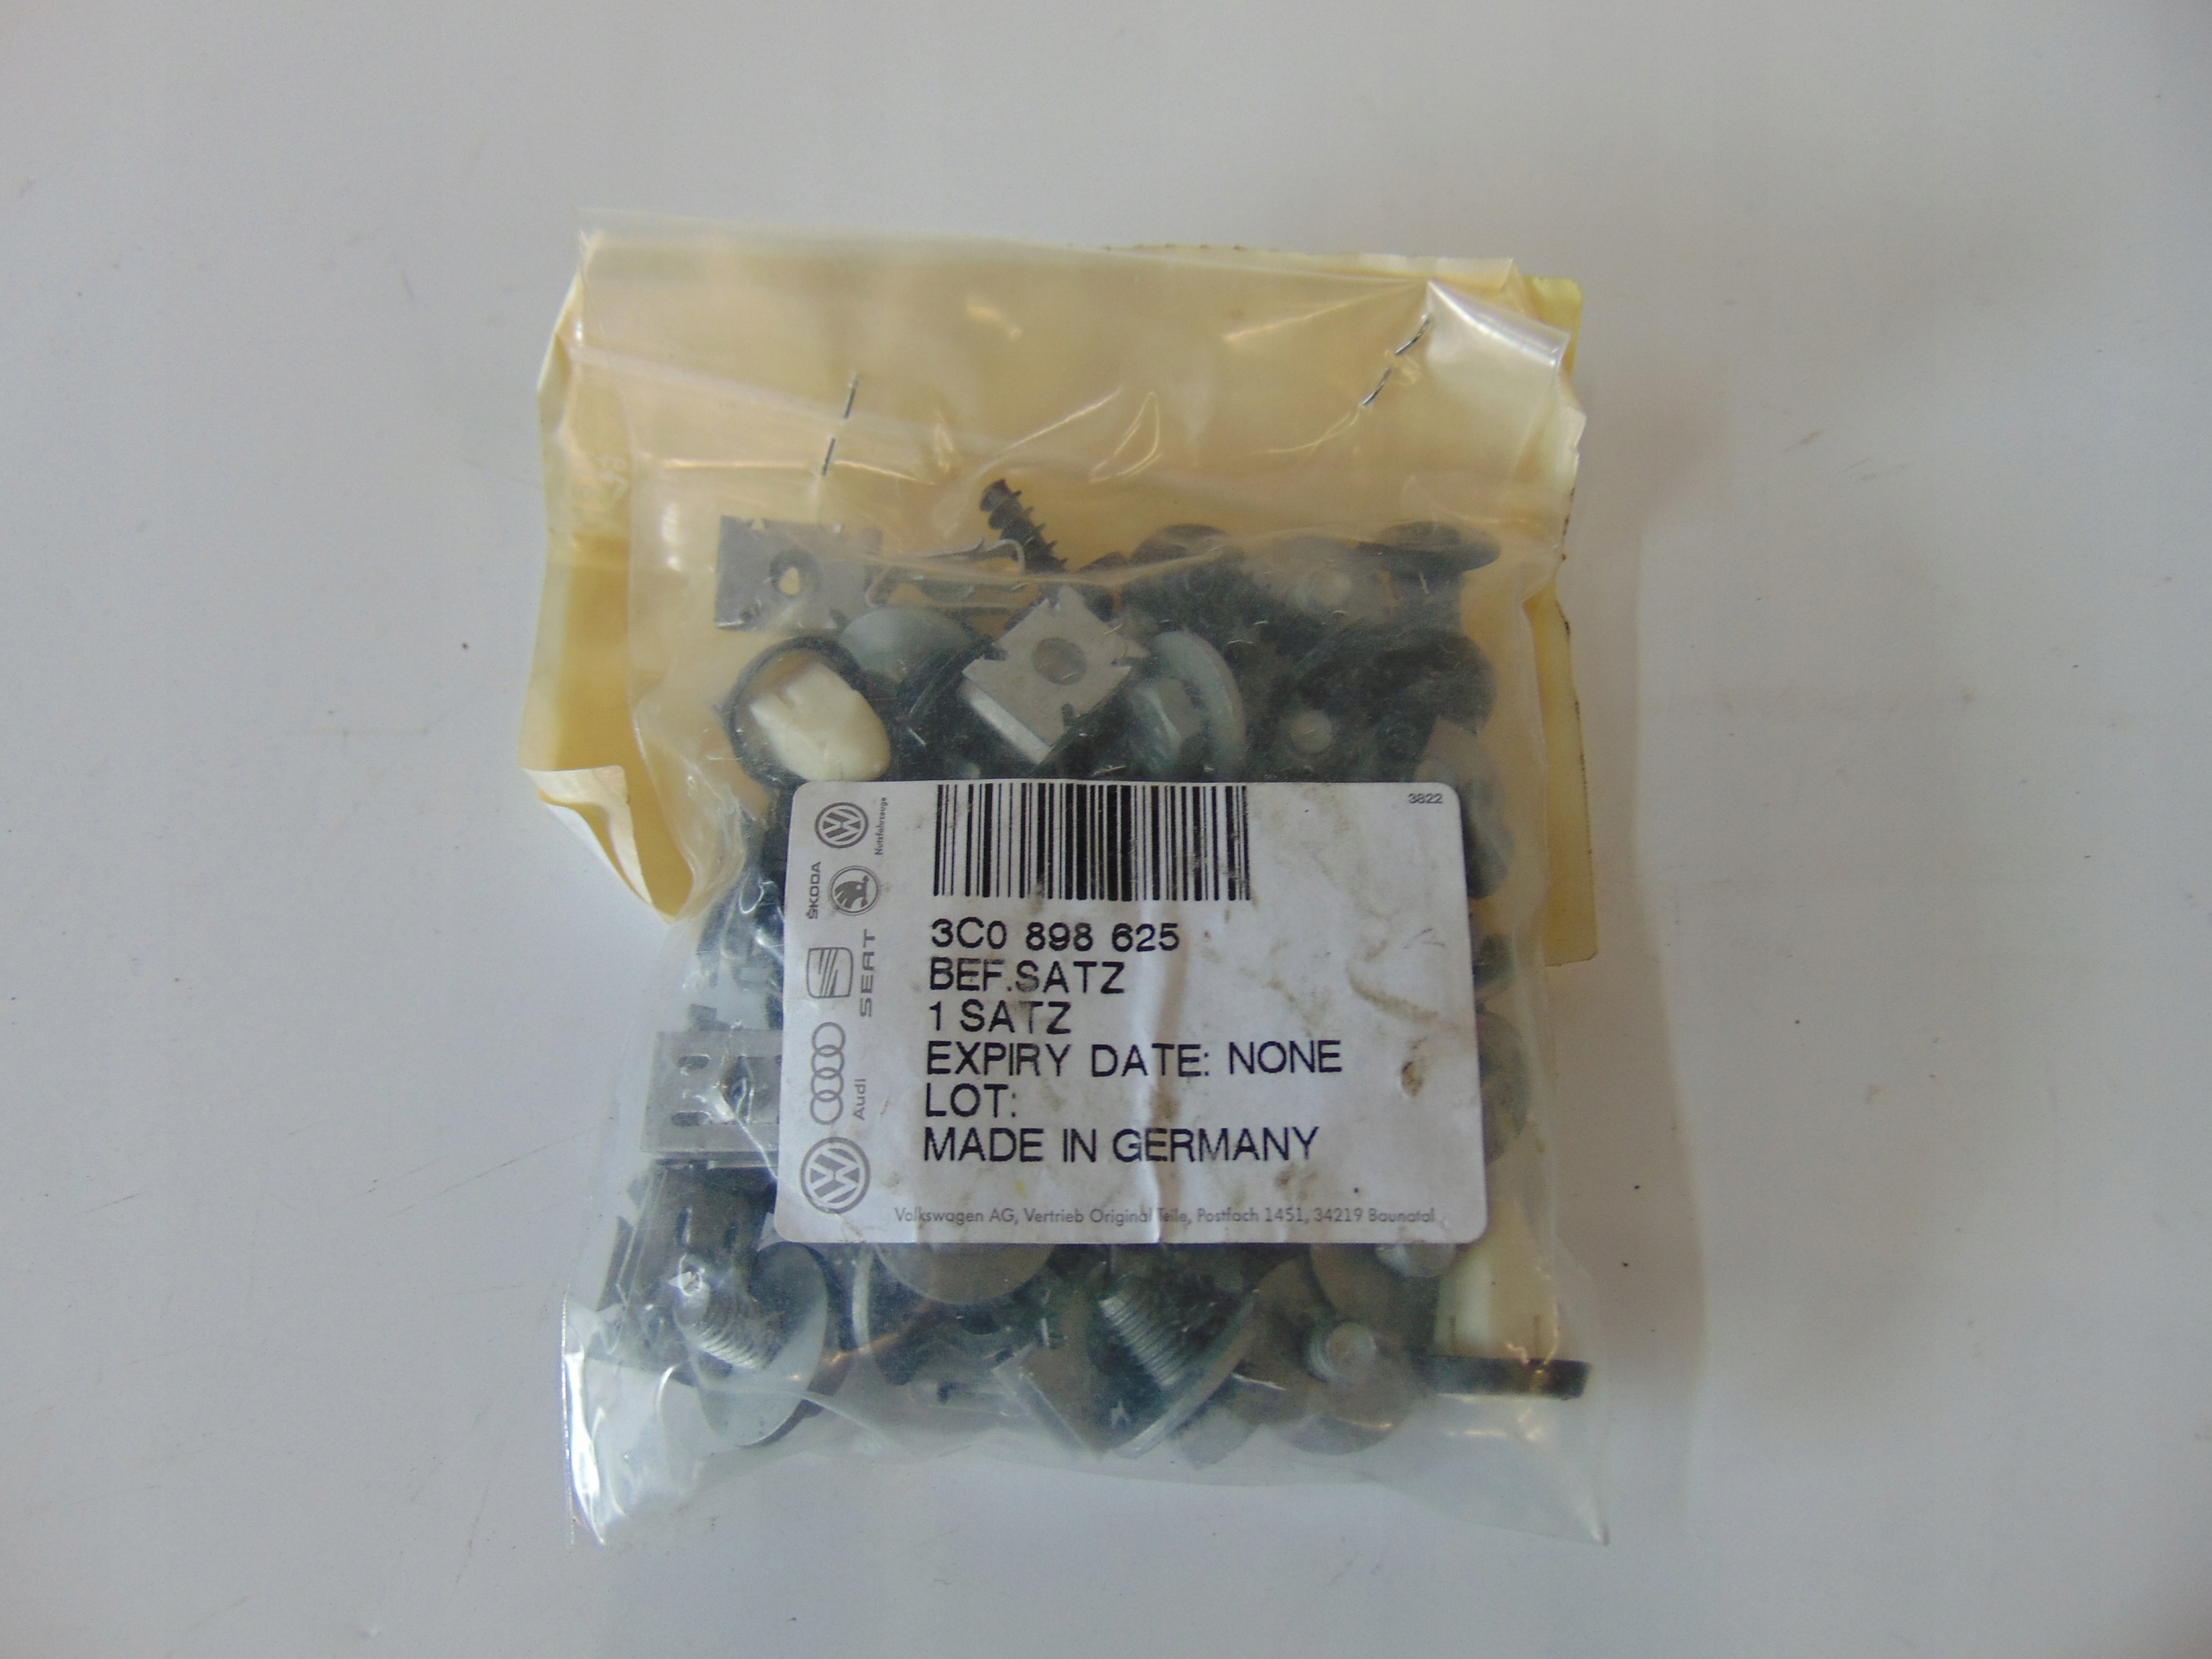 3822
Nutzfahrzeuge
ŠKODA
SEAT
Audi
3C0 898 625
BEF.SATZ
1 SATZ
EXPIRY DATE: NONE
LOT:
MADE IN GERMANY
Volkswagen AG, Vertrieb Original Teile, Postfach 1451, 34219 Baunatal